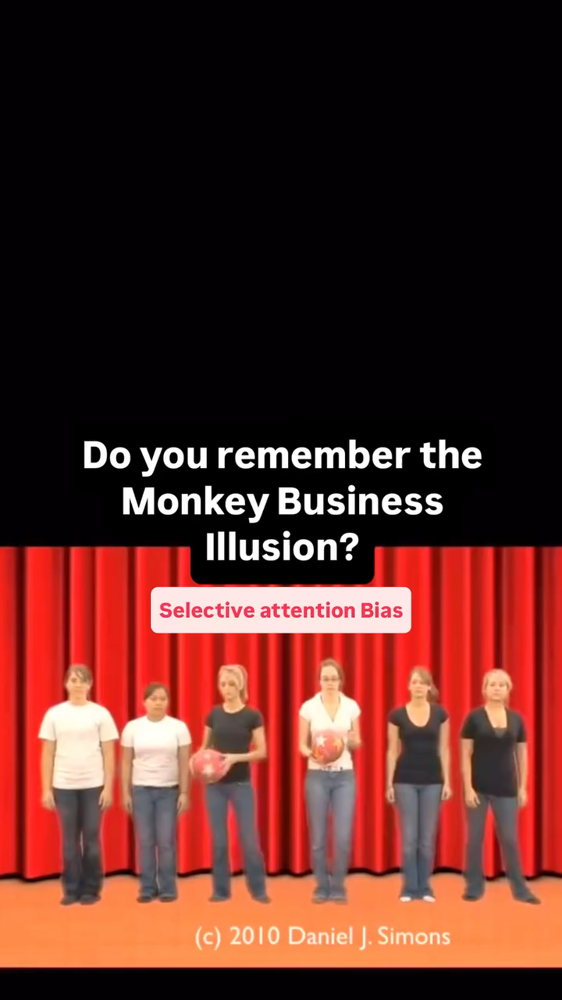 Do you remember the
Monkey Business
Illusion?
Selective attention Bias
(c) 2010 Daniel J. Simons